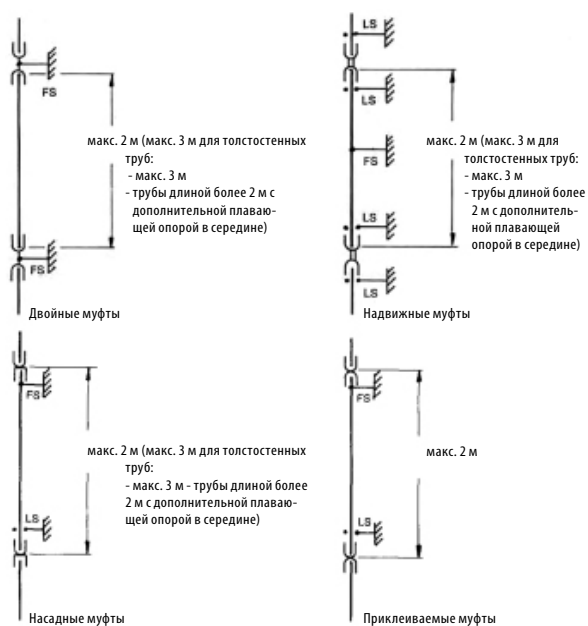 FS
макс. 2 м (макс. 3 м для толстостенных
труб:
- макс. 3 м
- трубы длиной более 2 м с
дополнительной плаваю-
щей опорой в середине)
FS
Двойные муфты
LS
LS
макс. 2 м (макс. 3 м для
толстостенных труб:
- макс. 3 м
- трубы длиной более
2 м с дополнитель-
ной плавающей
опорой в середине)
FS
LS
LS
Надвижные муфты
FS
макс. 2 м (макс. 3 м для толстостенных
труб:
- макс. 3 м - трубы длиной более
2 м с дополнительной плаваю-
щей опорой в середине)
LS
Насадные муфты
FS
макс. 2 м
LS
Приклеиваемые муфты